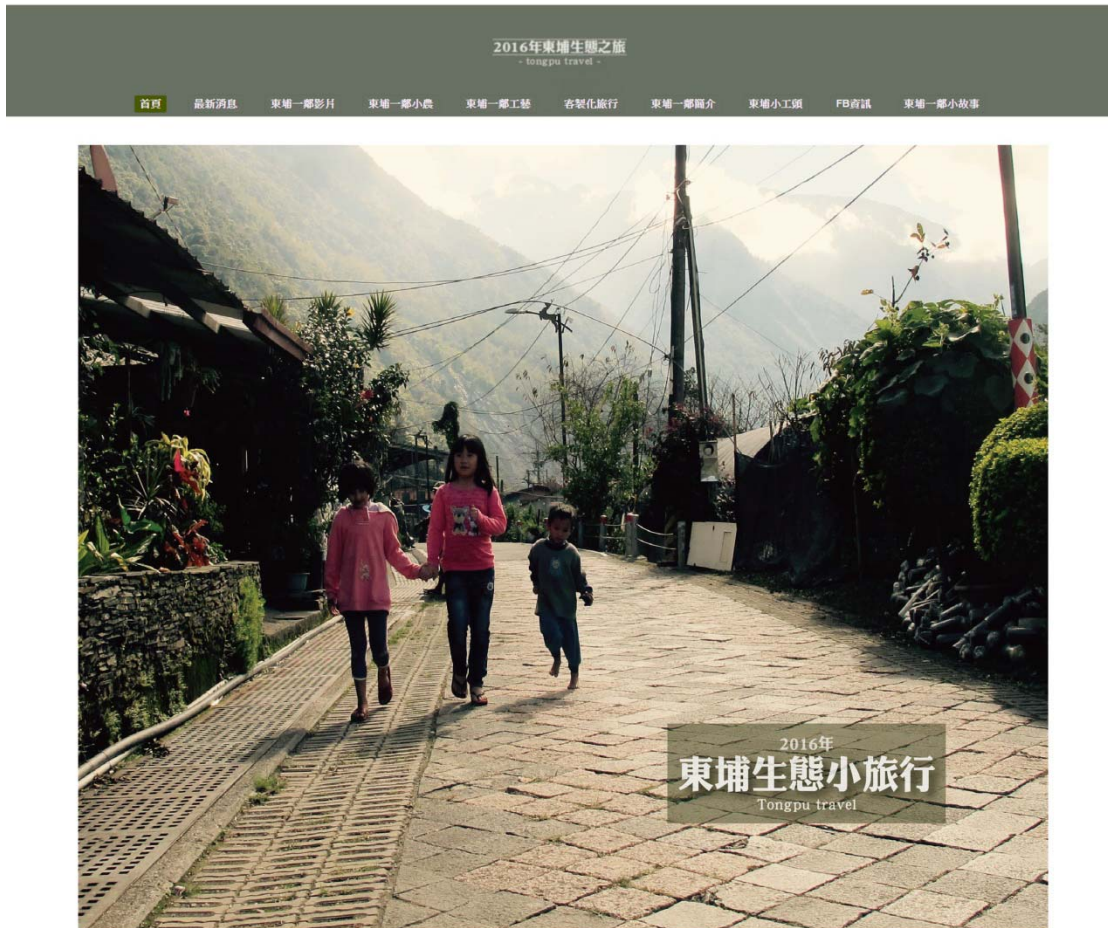 2016年東埔生態之旅
- tongpu travel -
首頁 最新消息 東埔一鄰影片 東埔一鄰小農 東埔一鄰工藝 客製化旅行 東埔一鄰簡介 東埔小工頭 FB資訊 東埔一鄰小故事
2016年
東埔生態小旅行
Tongpu travel